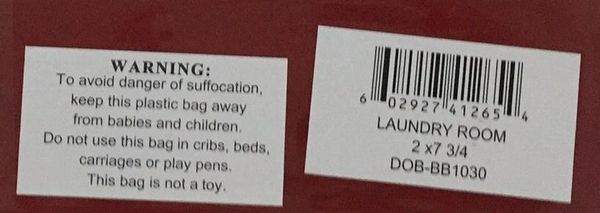 WARNING:
To avoid danger of suffocation,
keep this plastic bag away
from babies and children.
Do not use this bag in cribs, beds,
carriages or play pens.
This bag is not a toy.
6 02927 41265 4
LAUNDRY ROOM
2 x7 3/4
DOB-BB1030